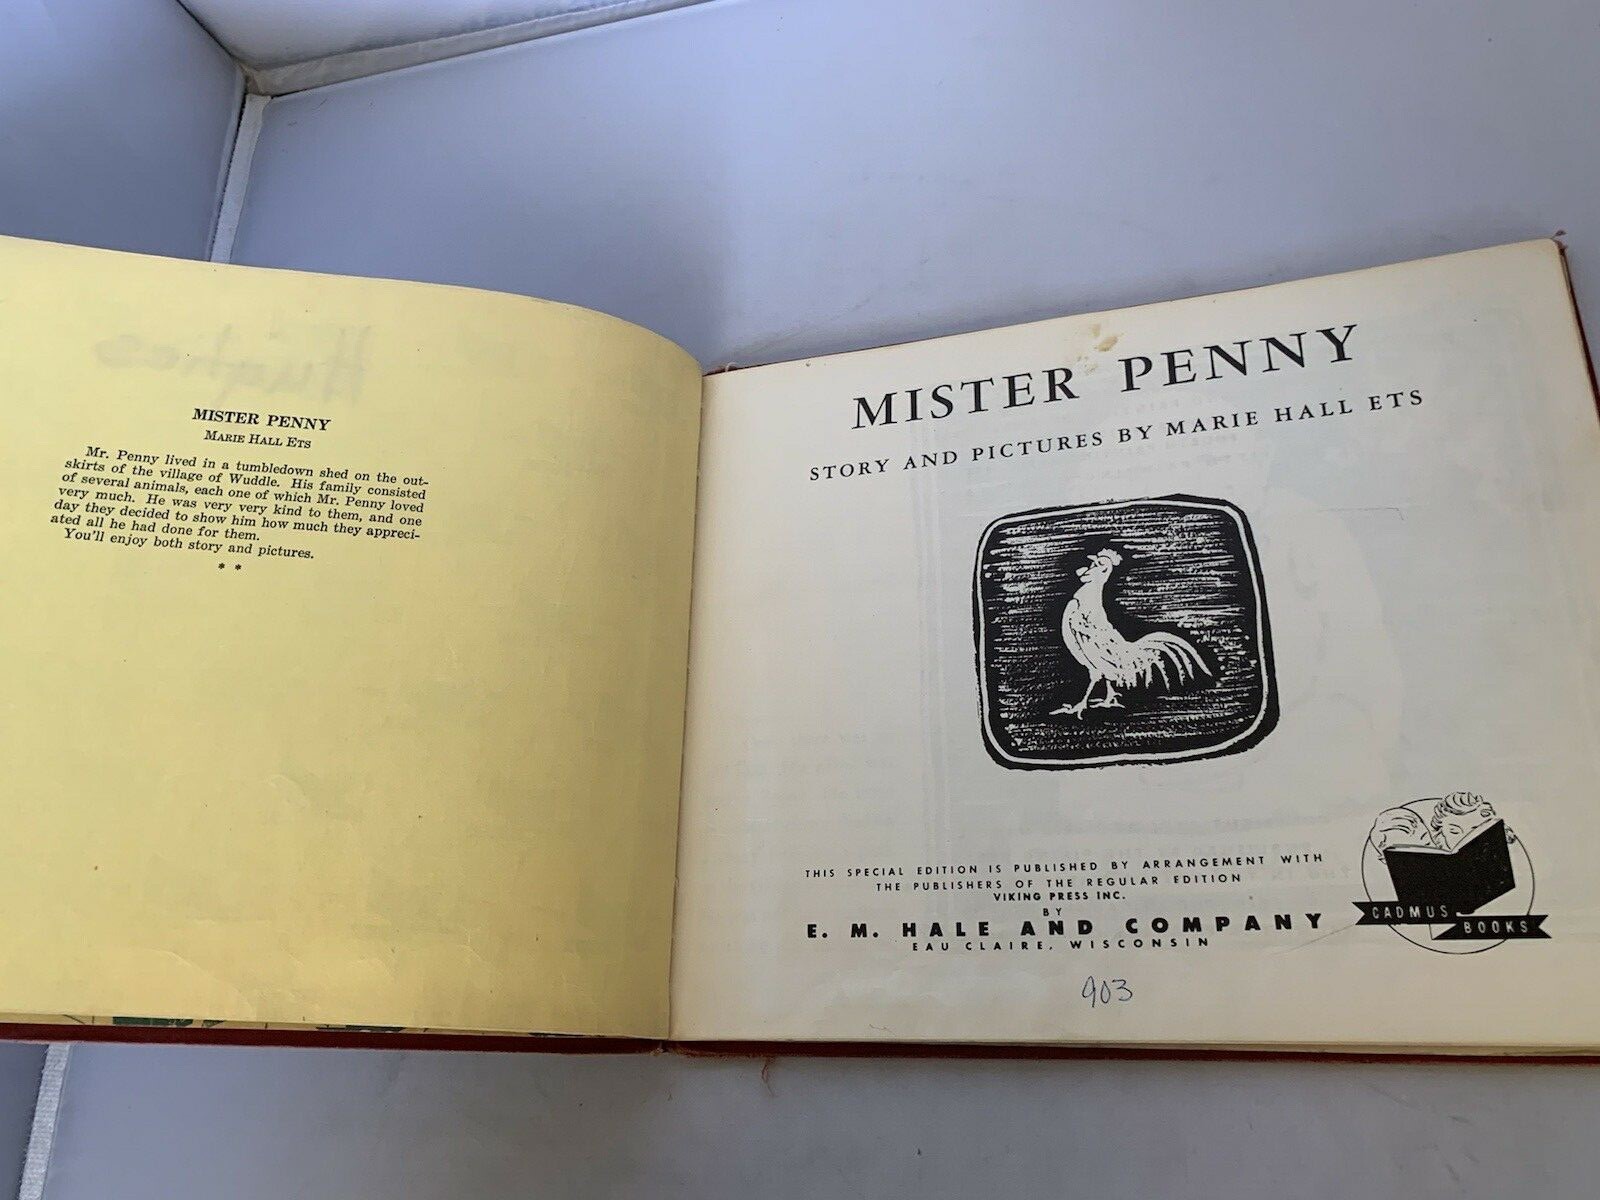 MISTER PENNY
MARIE HALL ETS
Mr. Penny lived in a tumbledown shed on the out-
skirts of the village of Wuddle. His family consisted
of several animals, each one of which Mr. Penny loved
very much. He was very very kind to them, and one
day they decided to show him how much they appreci-
ated all he had done for them.
You'll enjoy both story and pictures.
* *
MISTER PENNY
STORY AND PICTURES BY MARIE HALL ETS
THIS SPECIAL EDITION IS PUBLISHED BY ARRANGEMENT WITH
THE PUBLISHERS OF THE REGULAR EDITION
VIKING PRESS INC.
BY
E. M. HALE AND COMPANY
EAU CLAIRE, WISCONSIN
CADMUS
BOOKS
903